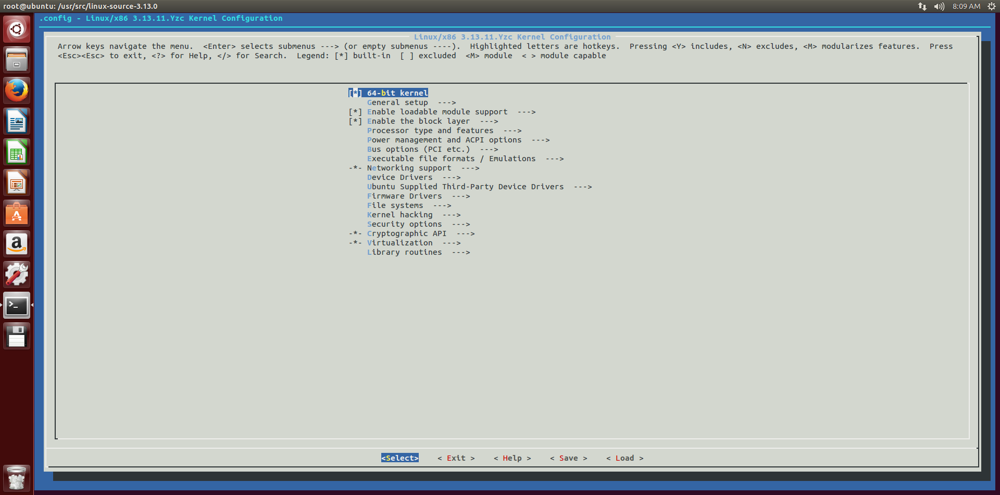 root@ubuntu: /usr/src/linux-source-3.13.0
8:09 AM
.config - Linux/x86 3.13.11.Yzc Kernel Configuration
Linux/x86 3.13.11.Yzc Kernel Configuration
Arrow keys navigate the menu.  <Enter> selects submenus ---> (or empty submenus ----).  Highlighted letters are hotkeys.  Pressing <Y> includes, <N> excludes, <M> modularizes features.  Press
<Esc><Esc> to exit, <?> for Help, </> for Search.  Legend: [*] built-in  [ ] excluded  <M> module  < > module capable
[*] 64-bit kernel
General setup  --->
[*] Enable loadable module support  --->
[*] Enable the block layer  --->
Processor type and features  --->
Power management and ACPI options  --->
Bus options (PCI etc.)  --->
Executable file formats / Emulations  --->
-*- Networking support  --->
Device Drivers  --->
Ubuntu Supplied Third-Party Device Drivers  --->
Firmware Drivers  --->
File systems  --->
Kernel hacking  --->
Security options  --->
-*- Cryptographic API  --->
-*- Virtualization  --->
Library routines  --->
<Select>    < Exit >    < Help >    < Save >    < Load >